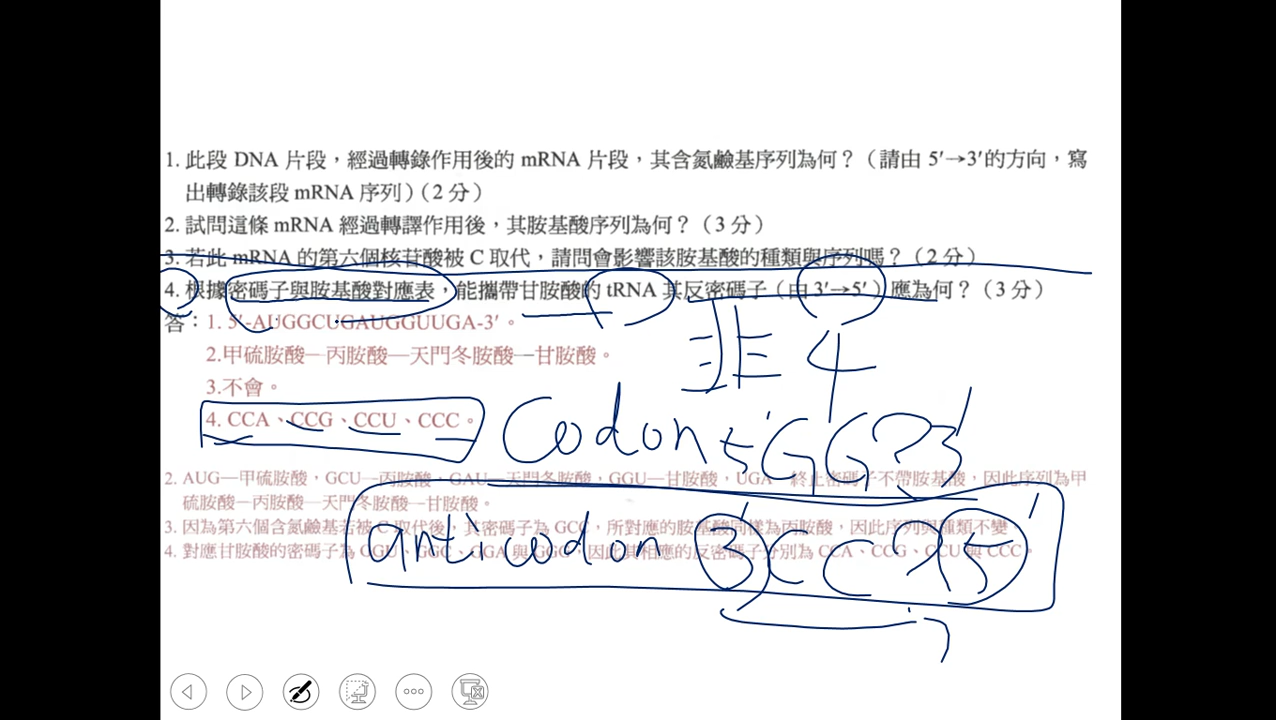 1. 此段 DNA 片段，經過轉錄作用後的 mRNA 片段，其含氮鹼基序列為何？（請由 5′→3′的方向，寫
出轉錄該段 mRNA 序列）（2 分）
2. 試問這條 mRNA 經過轉譯作用後，其胺基酸序列為何？（3 分）
3. 若此 mRNA 的第六個核苷酸被 C 取代，請問會影響該胺基酸的種類與序列嗎？（2 分）
4. 根據密碼子與胺基酸對應表，能攜帶甘胺酸的 tRNA 其反密碼子（由 3′→5′）應為何？（3 分）
答：1. 5′-AUGGCUGAUGGUUGA-3′。
2.甲硫胺酸—丙胺酸—天門冬胺酸—甘胺酸。
3.不會。
4. CCA、CCG、CCU、CCC。
非 4
codon 5′GG?3′
2. AUG—甲硫胺酸，GCU—丙胺酸，GAU—天門冬胺酸，GGU—甘胺酸，UGA—終止密碼子不帶胺基酸，因此序列為甲
硫胺酸—丙胺酸—天門冬胺酸—甘胺酸。
3. 因為第六個含氮鹼基若被 C 取代後，其密碼子為 GCC，所對應的胺基酸同樣為丙胺酸，因此序列與種類不變
anticodon 3′CC?5′
4. 對應甘胺酸的密碼子為 GGU、GGC、GGA 與 GGG，因此其相應的反密碼子分別為 CCA、CCG、CCU 與 CCC。